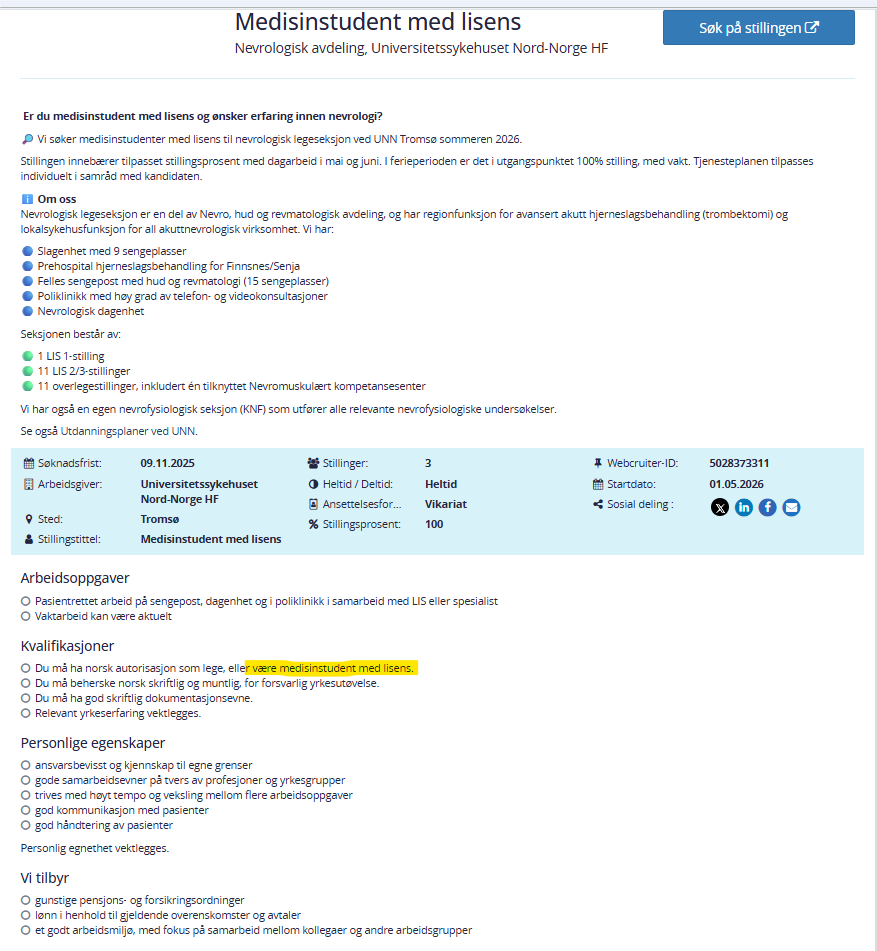 Medisinstudent med lisens
Nevrologisk avdeling, Universitetssykehuset Nord-Norge HF
Søk på stillingen
Er du medisinstudent med lisens og ønsker erfaring innen nevrologi?
🔎 Vi søker medisinstudenter med lisens til nevrologisk legeseksjon ved UNN Tromsø sommeren 2026.
Stillingen innebærer tilpasset stillingsprosent med dagarbeid i mai og juni. I ferieperioden er det i utgangspunktet 100% stilling, med vakt. Tjenesteplanen tilpasses
individuelt i samråd med kandidaten.
ℹ️ Om oss
Nevrologisk legeseksjon er en del av Nevro, hud og revmatologisk avdeling, og har regionfunksjon for avansert akutt hjerneslagsbehandling (trombektomi) og
lokalsykehusfunksjon for all akuttnevrologisk virksomhet. Vi har:
🔵 Slagenhet med 9 sengeplasser
🔵 Prehospital hjerneslagsbehandling for Finnsnes/Senja
🔵 Felles sengepost med hud og revmatologi (15 sengeplasser)
🔵 Poliklinikk med høy grad av telefon- og videokonsultasjoner
🔵 Nevrologisk dagenhet
Seksjonen består av:
🟢 1 LIS 1-stilling
🟢 11 LIS 2/3-stillinger
🟢 11 overlegestillinger, inkludert én tilknyttet Nevromuskulært kompetansesenter
Vi har også en egen nevrofysiologisk seksjon (KNF) som utfører alle relevante nevrofysiologiske undersøkelser.
Se også Utdanningsplaner ved UNN.
Søknadsfrist: 09.11.2025
Arbeidsgiver: Universitetssykehuset
Nord-Norge HF
Sted: Tromsø
Stillingstittel: Medisinstudent med lisens
Stillinger: 3
Heltid / Deltid: Heltid
Ansettelsesfor... Vikariat
Stillingsprosent: 100
Webcruiter-ID: 5028373311
Startdato: 01.05.2026
Sosial deling :
Arbeidsoppgaver
Pasientrettet arbeid på sengepost, dagenhet og i poliklinikk i samarbeid med LIS eller spesialist
Vaktarbeid kan være aktuelt
Kvalifikasjoner
Du må ha norsk autorisasjon som lege, eller være medisinstudent med lisens.
Du må beherske norsk skriftlig og muntlig, for forsvarlig yrkesutøvelse.
Du må ha god skriftlig dokumentasjonsevne.
Relevant yrkeserfaring vektlegges.
Personlige egenskaper
ansvarsbevisst og kjennskap til egne grenser
gode samarbeidsevner på tvers av profesjoner og yrkesgrupper
trives med høyt tempo og veksling mellom flere arbeidsoppgaver
god kommunikasjon med pasienter
god håndtering av pasienter
Personlig egnethet vektlegges.
Vi tilbyr
gunstige pensjons- og forsikringsordninger
lønn i henhold til gjeldende overenskomster og avtaler
et godt arbeidsmiljø, med fokus på samarbeid mellom kollegaer og andre arbeidsgrupper